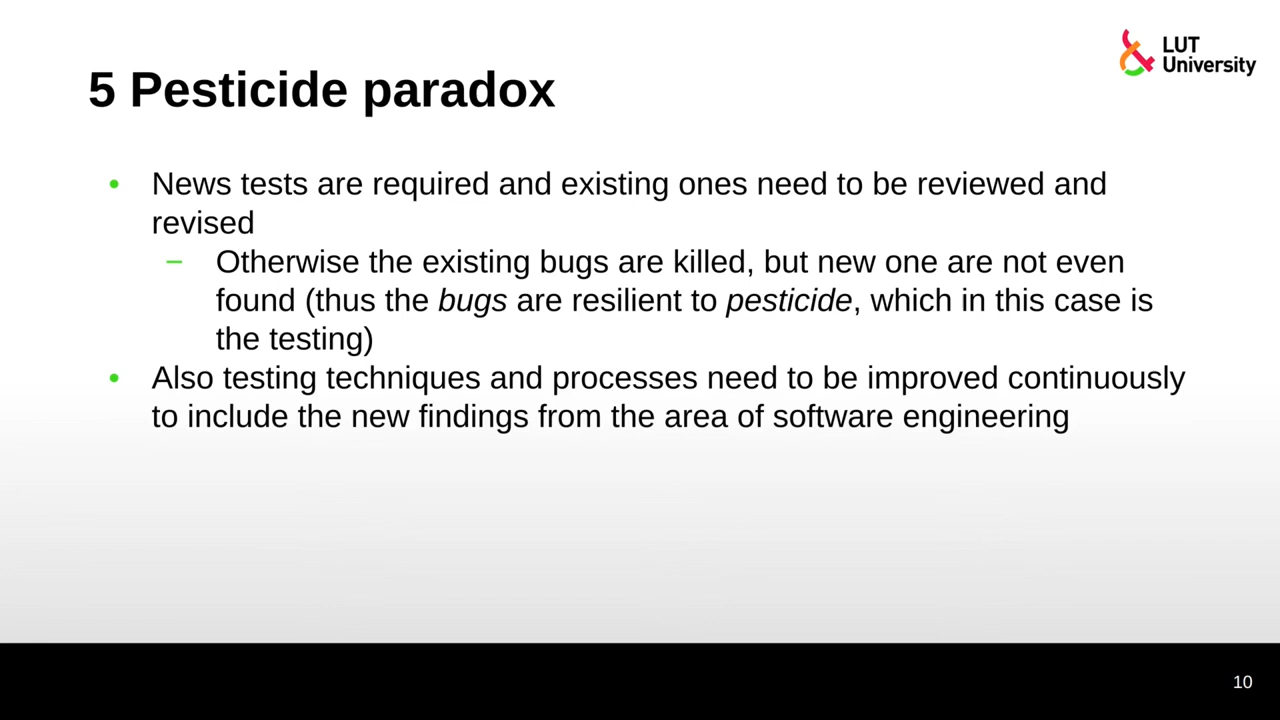 LUT
University
5 Pesticide paradox
• News tests are required and existing ones need to be reviewed and
revised
– Otherwise the existing bugs are killed, but new one are not even
found (thus the bugs are resilient to pesticide, which in this case is
the testing)
• Also testing techniques and processes need to be improved continuously
to include the new findings from the area of software engineering
10